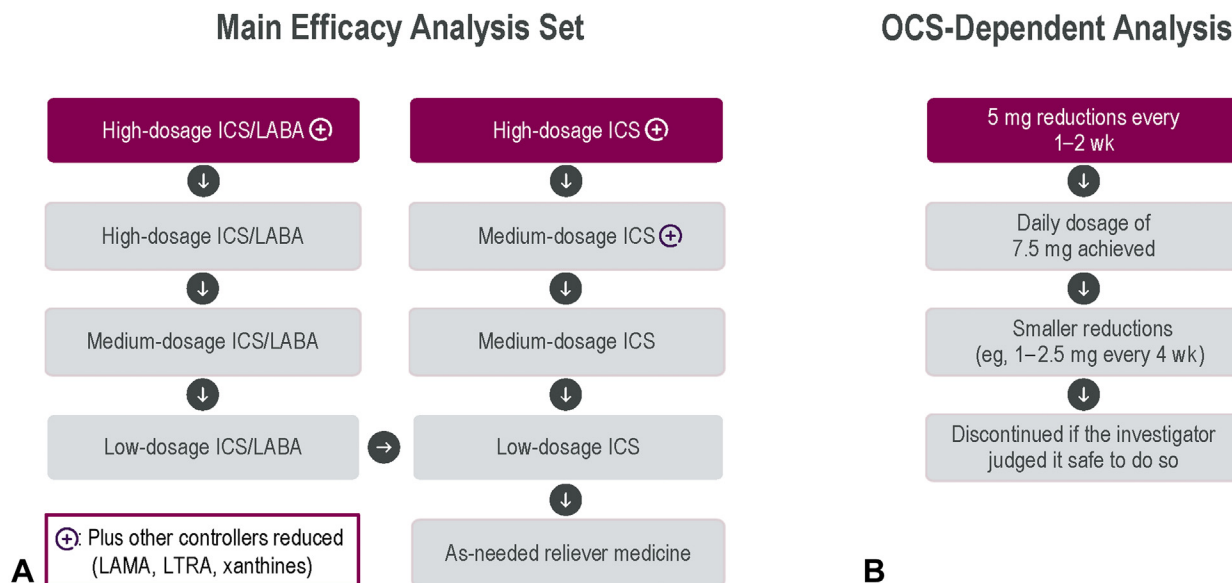 Main Efficacy Analysis Set
High-dosage ICS/LABA ⊕
High-dosage ICS/LABA
Medium-dosage ICS/LABA
Low-dosage ICS/LABA
⊕: Plus other controllers reduced
(LAMA, LTRA, xanthines)
A
High-dosage ICS ⊕
Medium-dosage ICS ⊕
Medium-dosage ICS
Low-dosage ICS
As-needed reliever medicine
OCS-Dependent Analysis
5 mg reductions every
1–2 wk
Daily dosage of
7.5 mg achieved
Smaller reductions
(eg, 1–2.5 mg every 4 wk)
Discontinued if the investigator
judged it safe to do so
B